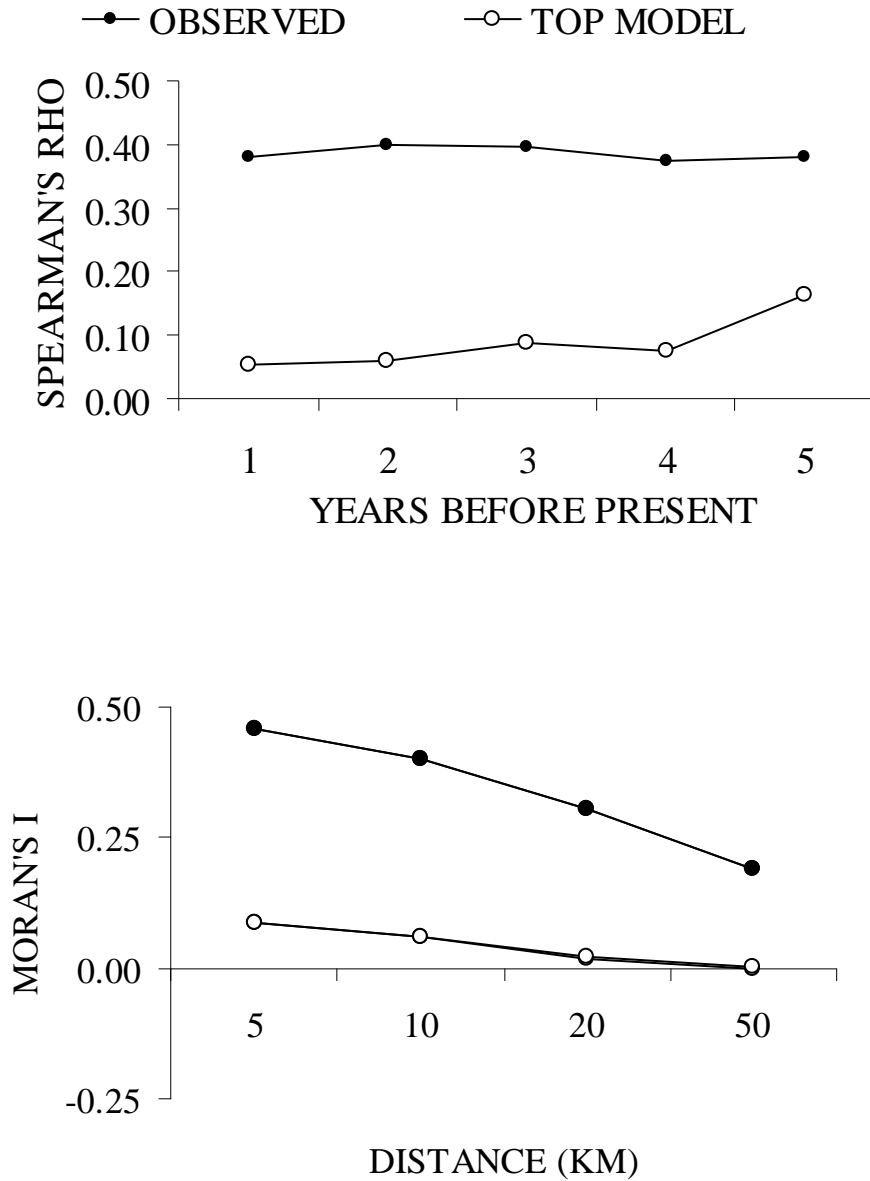 OBSERVED TOP MODEL
SPEARMAN'S RHO
0.50
0.40
0.30
0.20
0.10
0.00
1 2 3 4 5
YEARS BEFORE PRESENT
MORAN'S I
0.50
0.25
0.00
-0.25
5 10 20 50
DISTANCE (KM)